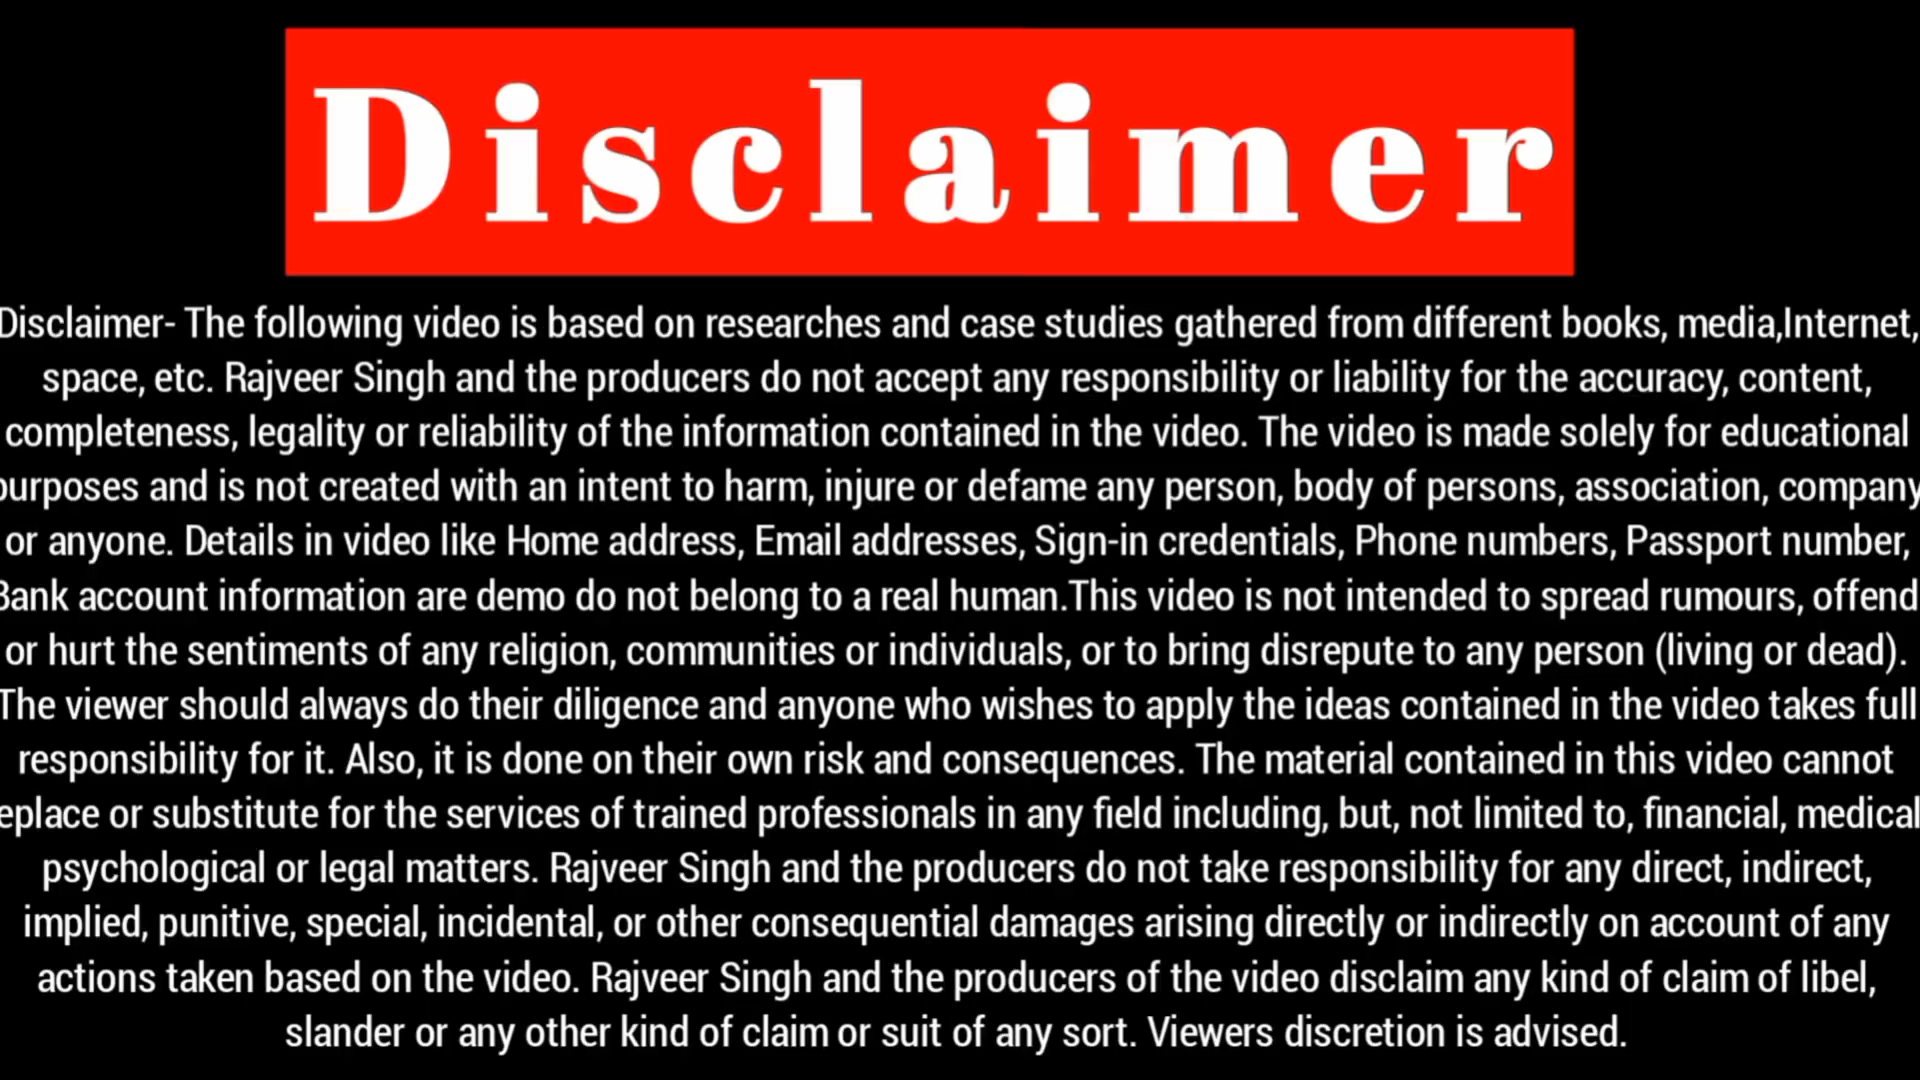 Disclaimer
Disclaimer- The following video is based on researches and case studies gathered from different books, media,Internet,
space, etc. Rajveer Singh and the producers do not accept any responsibility or liability for the accuracy, content,
completeness, legality or reliability of the information contained in the video. The video is made solely for educational
purposes and is not created with an intent to harm, injure or defame any person, body of persons, association, company
or anyone. Details in video like Home address, Email addresses, Sign-in credentials, Phone numbers, Passport number,
Bank account information are demo do not belong to a real human.This video is not intended to spread rumours, offend
or hurt the sentiments of any religion, communities or individuals, or to bring disrepute to any person (living or dead).
The viewer should always do their diligence and anyone who wishes to apply the ideas contained in the video takes full
responsibility for it. Also, it is done on their own risk and consequences. The material contained in this video cannot
eplace or substitute for the services of trained professionals in any field including, but, not limited to, financial, medical
psychological or legal matters. Rajveer Singh and the producers do not take responsibility for any direct, indirect,
implied, punitive, special, incidental, or other consequential damages arising directly or indirectly on account of any
actions taken based on the video. Rajveer Singh and the producers of the video disclaim any kind of claim of libel,
slander or any other kind of claim or suit of any sort. Viewers discretion is advised.